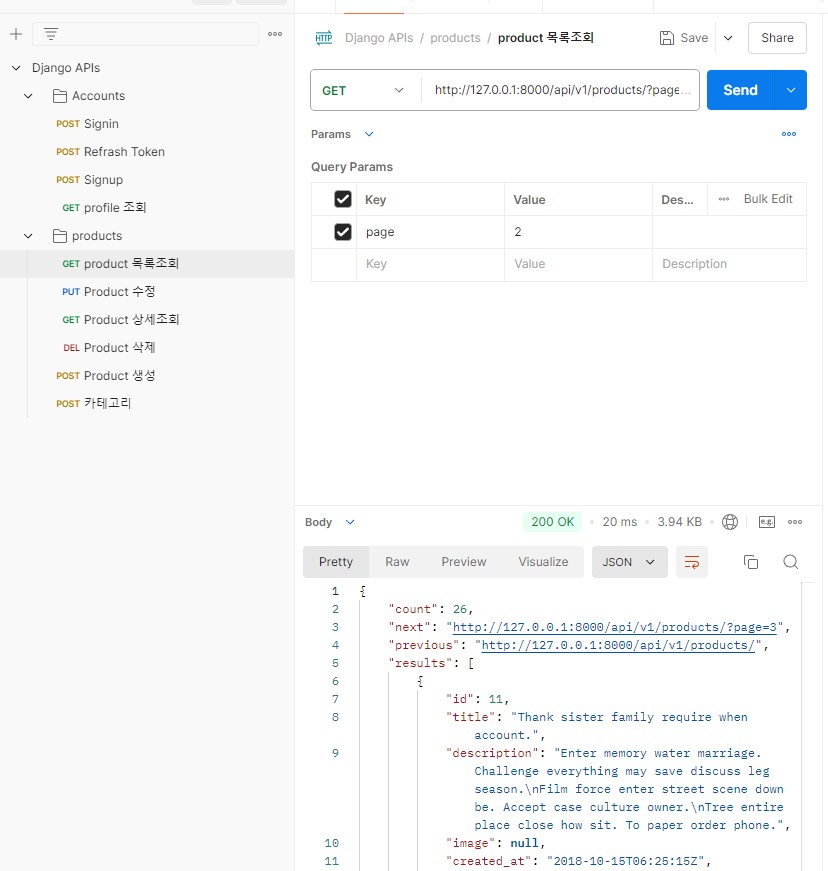 Django APIs
Accounts
POST Signin
POST Refrash Token
POST Signup
GET profile 조회
products
GET product 목록조회
PUT Product 수정
GET Product 상세조회
DEL Product 삭제
POST Product 생성
POST 카테고리
HTTP Django APIs / products / product 목록조회 Save Share
GET http://127.0.0.1:8000/api/v1/products/?page... Send
Params
Query Params
Key Value Des... Bulk Edit
page 2
Key Value Description
Body 200 OK 20 ms 3.94 KB e.g.
Pretty Raw Preview Visualize JSON
1 {
2 "count": 26,
3 "next": "http://127.0.0.1:8000/api/v1/products/?page=3",
4 "previous": "http://127.0.0.1:8000/api/v1/products/",
5 "results": [
6 {
7 "id": 11,
8 "title": "Thank sister family require when
account.",
9 "description": "Enter memory water marriage.
Challenge everything may save discuss leg
season.\nFilm force enter street scene down
be. Accept case culture owner.\nTree entire
place close how sit. To paper order phone.",
10 "image": null,
11 "created_at": "2018-10-15T06:25:15Z",